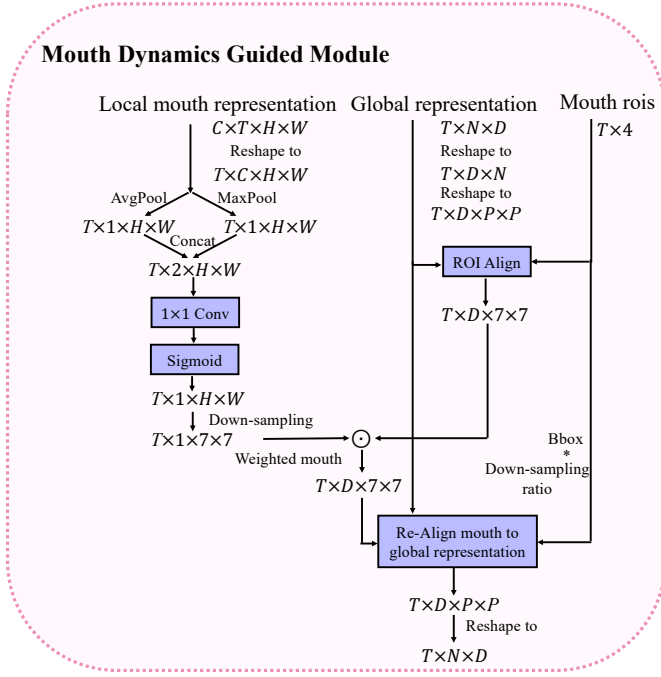 Mouth Dynamics Guided Module
Local mouth representation
Global representation
Mouth rois
C×T×H×W
T×N×D
T×4
Reshape to
Reshape to
T×C×H×W
T×D×N
Reshape to
AvgPool
MaxPool
T×D×P×P
T×1×H×W
T×1×H×W
Concat
T×2×H×W
ROI Align
1×1 Conv
T×D×7×7
Sigmoid
T×1×H×W
Down-sampling
T×1×7×7
Weighted mouth
Bbox
*
Down-sampling
ratio
T×D×7×7
Re-Align mouth to
global representation
T×D×P×P
Reshape to
T×N×D